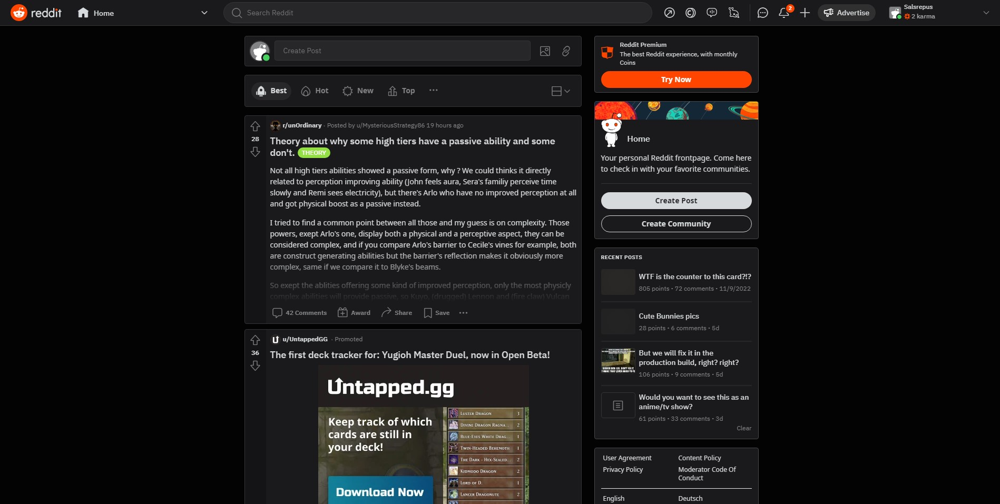 reddit
Home
Search Reddit
2
Advertise
Salsrepus
2 karma
Create Post
Best
Hot
New
Top
r/unOrdinary · Posted by u/MysteriousStrategy86 19 hours ago
28
Theory about why some high tiers have a passive ability and some
don't. THEORY
Not all high tiers abilities showed a passive form, why ? We could thinks it directly
related to perception improving ability (John feels aura, Sera's familiy perceive time
slowly and Remi sees electricity), but there's Arlo who have no improved perception at all
and got physical boost as a passive instead.
I tried to find a common point between all those and my guess is on complexity. Those
powers, exept Arlo's one, display both a physical and a perceptive aspect, they can be
considered complex, and if you compare Arlo's barrier to Cecile's vines for example, both
are construct generating abilities but the barrier's reflection makes it obviously more
complex, same if we compare it to Blyke's beams.
So exept the ablities offering some kind of improved perception, only the most physicly
complex abilities will provide passive, so Kuyo, (drugged) Lennon and (fire claw) Vulcan
42 Comments
Award
Share
Save
u/UntappedGG · Promoted
36
The first deck tracker for: Yugioh Master Duel, now in Open Beta!
Untapped.gg
Keep track of which
cards are still in
your deck!
Download Now
LUSTER DRAGON 3
DIVINE DRAGON RAGNA... 2
BLUE-EYES WHITE DRAG... 1
TWIN-HEADED BEHEMOTH 1
THE DARK - HEX-SEALED... 2
KIDMODO DRAGON 2
LORD OF D. 1
LANCER DRAGONUTE 2
Reddit Premium
The best Reddit experience, with monthly
Coins
Try Now
Home
Your personal Reddit frontpage. Come here
to check in with your favorite communities.
Create Post
Create Community
RECENT POSTS
WTF is the counter to this card?!?
805 points · 72 comments · 11/9/2022
Cute Bunnies pics
28 points · 6 comments · 5d
But we will fix it in the
production build, right? right?
106 points · 9 comments · 5d
Would you want to see this as an
anime/tv show?
61 points · 33 comments · 3d
Clear
User Agreement
Content Policy
Privacy Policy
Moderator Code Of
Conduct
English
Deutsch